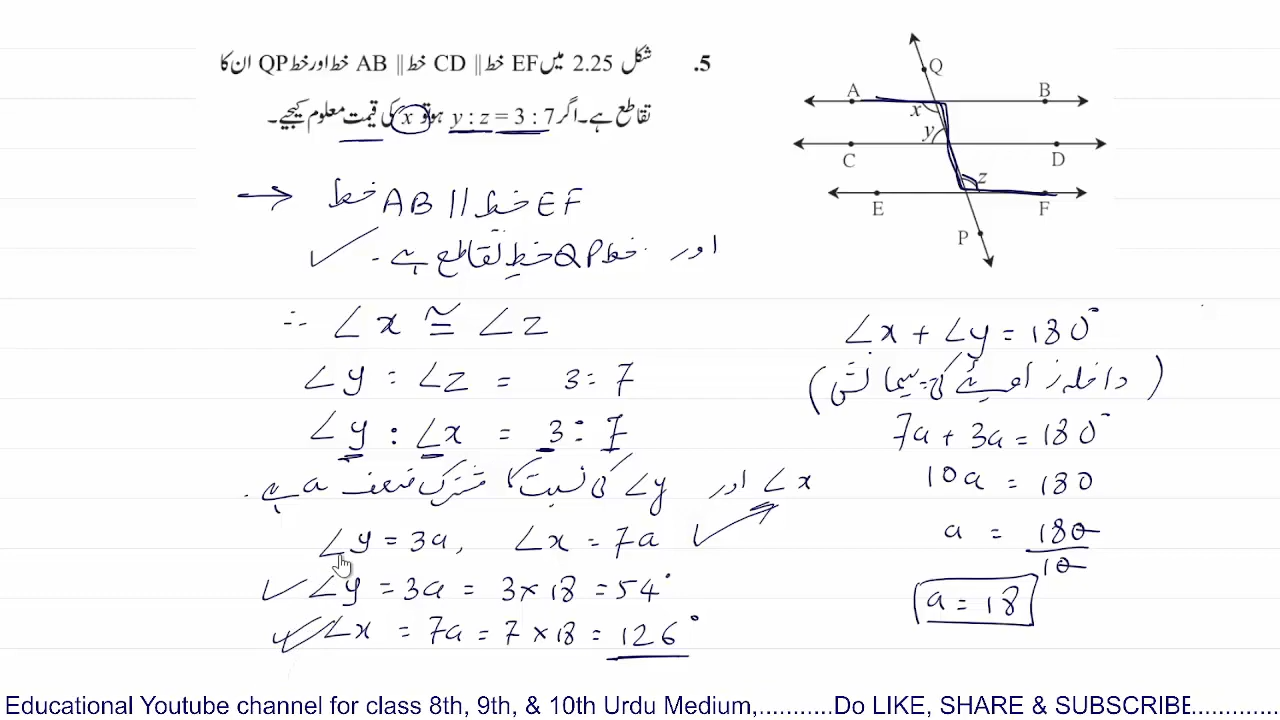 5. شکل 2.25 میں EF خط || CD خط || AB خط اور خط QP ان کا
تقاطع ہے۔ اگر y : z = 3 : 7 ہو تو x کی قیمت معلوم کیجیے۔
Q
A
B
x
y
C
D
z
E
F
P
→ خط AB || خط EF
اور خط QP خطِ تقاطع ہے۔ ✓
∴ ∠x ≅ ∠z
∠y : ∠z = 3 : 7
∠y : ∠x = 3 : 7
∠x اور ∠y کی نسبت کا مشترک ضعف a ہے۔
∠y = 3a, ∠x = 7a ✓
✓ ∠y = 3a = 3 × 18 = 54°
✓ ∠x = 7a = 7 × 18 = 126°
∠x + ∠y = 180°
(داخلہ زاویئے کی
7a + 3a = 180°
10a = 180
a = 180/10
a = 18
Educational Youtube channel for class 8th, 9th, & 10th Urdu Medium,...........Do LIKE, SHARE & SUBSCRIBE.............